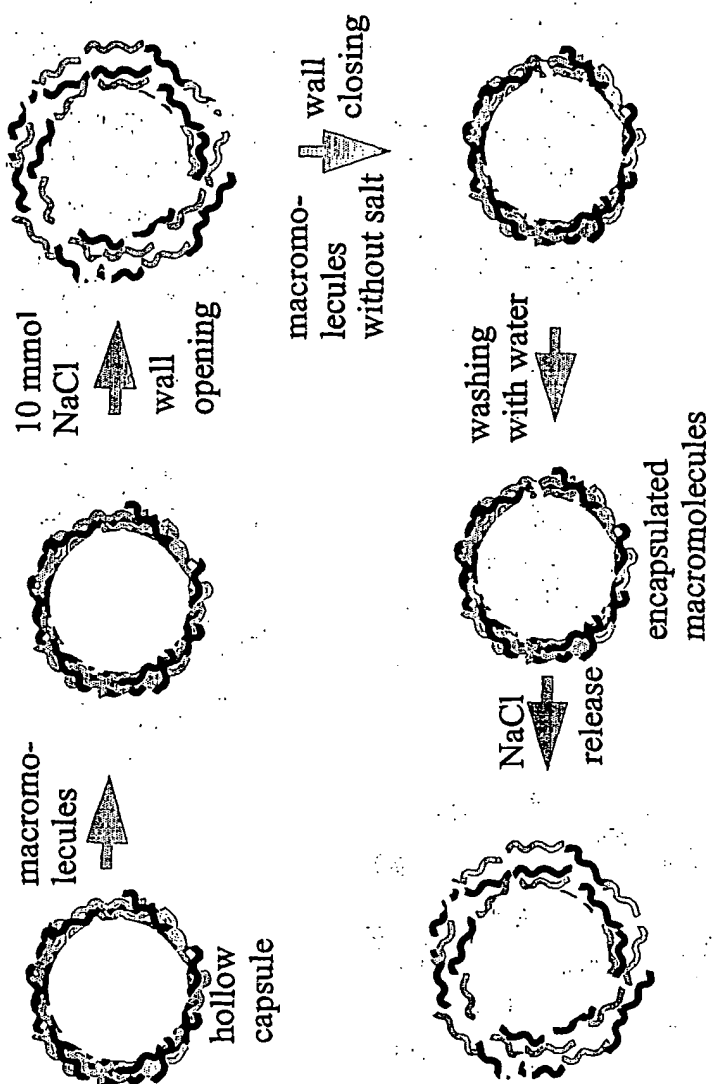 hollow
capsule
macromo-
lecules
10 mmol
NaCl
wall
opening
macromo-
lecules
without salt
wall
closing
washing
with water
encapsulated
macromolecules
NaCl
release